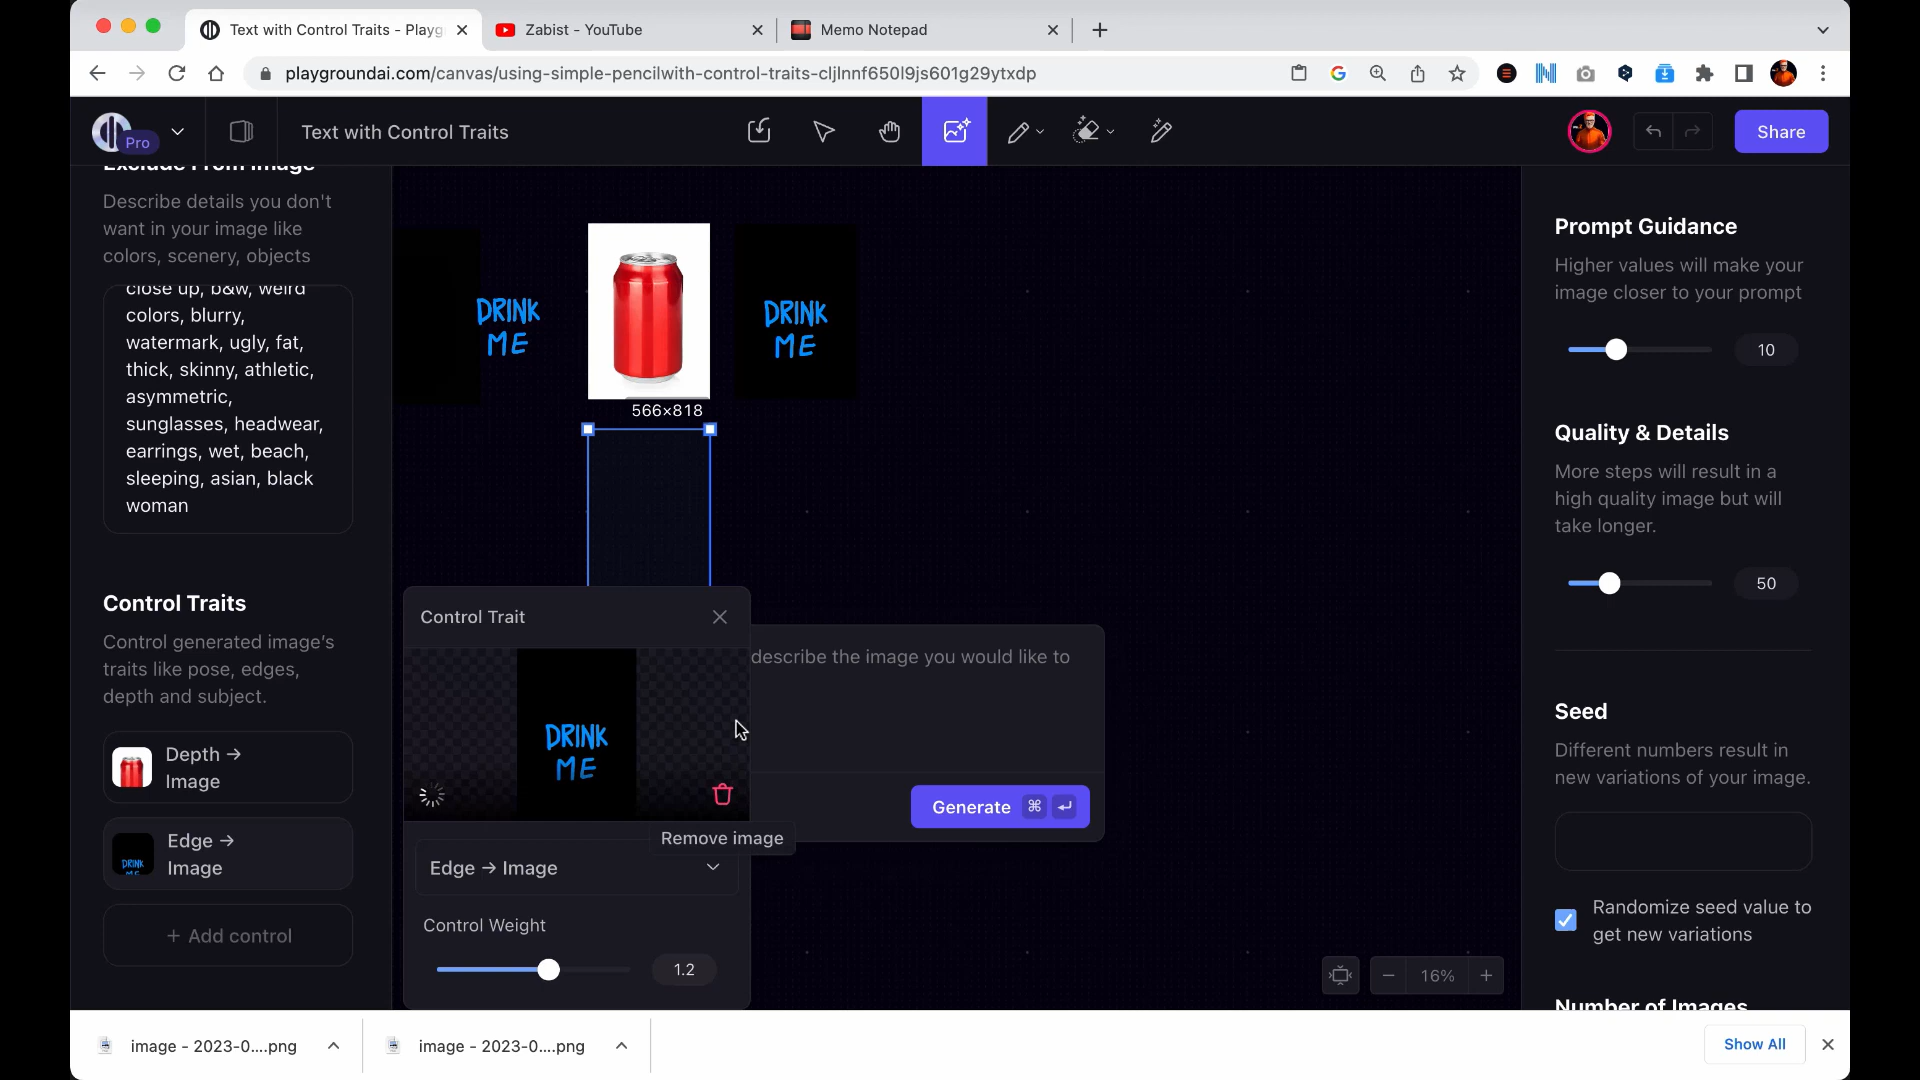 Text with Control Traits - Playg
Zabist - YouTube
Memo Notepad
playgroundai.com/canvas/using-simple-pencilwith-control-traits-cljlnnf650l9js601g29ytxdp
Pro
Text with Control Traits
Share
Exclude From Image
Describe details you don't
want in your image like
colors, scenery, objects
close up, b&w, weird
colors, blurry,
watermark, ugly, fat,
thick, skinny, athletic,
asymmetric,
sunglasses, headwear,
earrings, wet, beach,
sleeping, asian, black
woman
Control Traits
Control generated image's
traits like pose, edges,
depth and subject.
Depth →
Image
DRINK
ME
Edge →
Image
+ Add control
DRINK
ME
DRINK
ME
566×818
Control Trait
DRINK
ME
Remove image
Edge → Image
Control Weight
1.2
describe the image you would like to
Generate ⌘ ↵
16%
Prompt Guidance
Higher values will make your
image closer to your prompt
10
Quality & Details
More steps will result in a
high quality image but will
take longer.
50
Seed
Different numbers result in
new variations of your image.
Randomize seed value to
get new variations
Number of Images
image - 2023-0....png
image - 2023-0....png
Show All